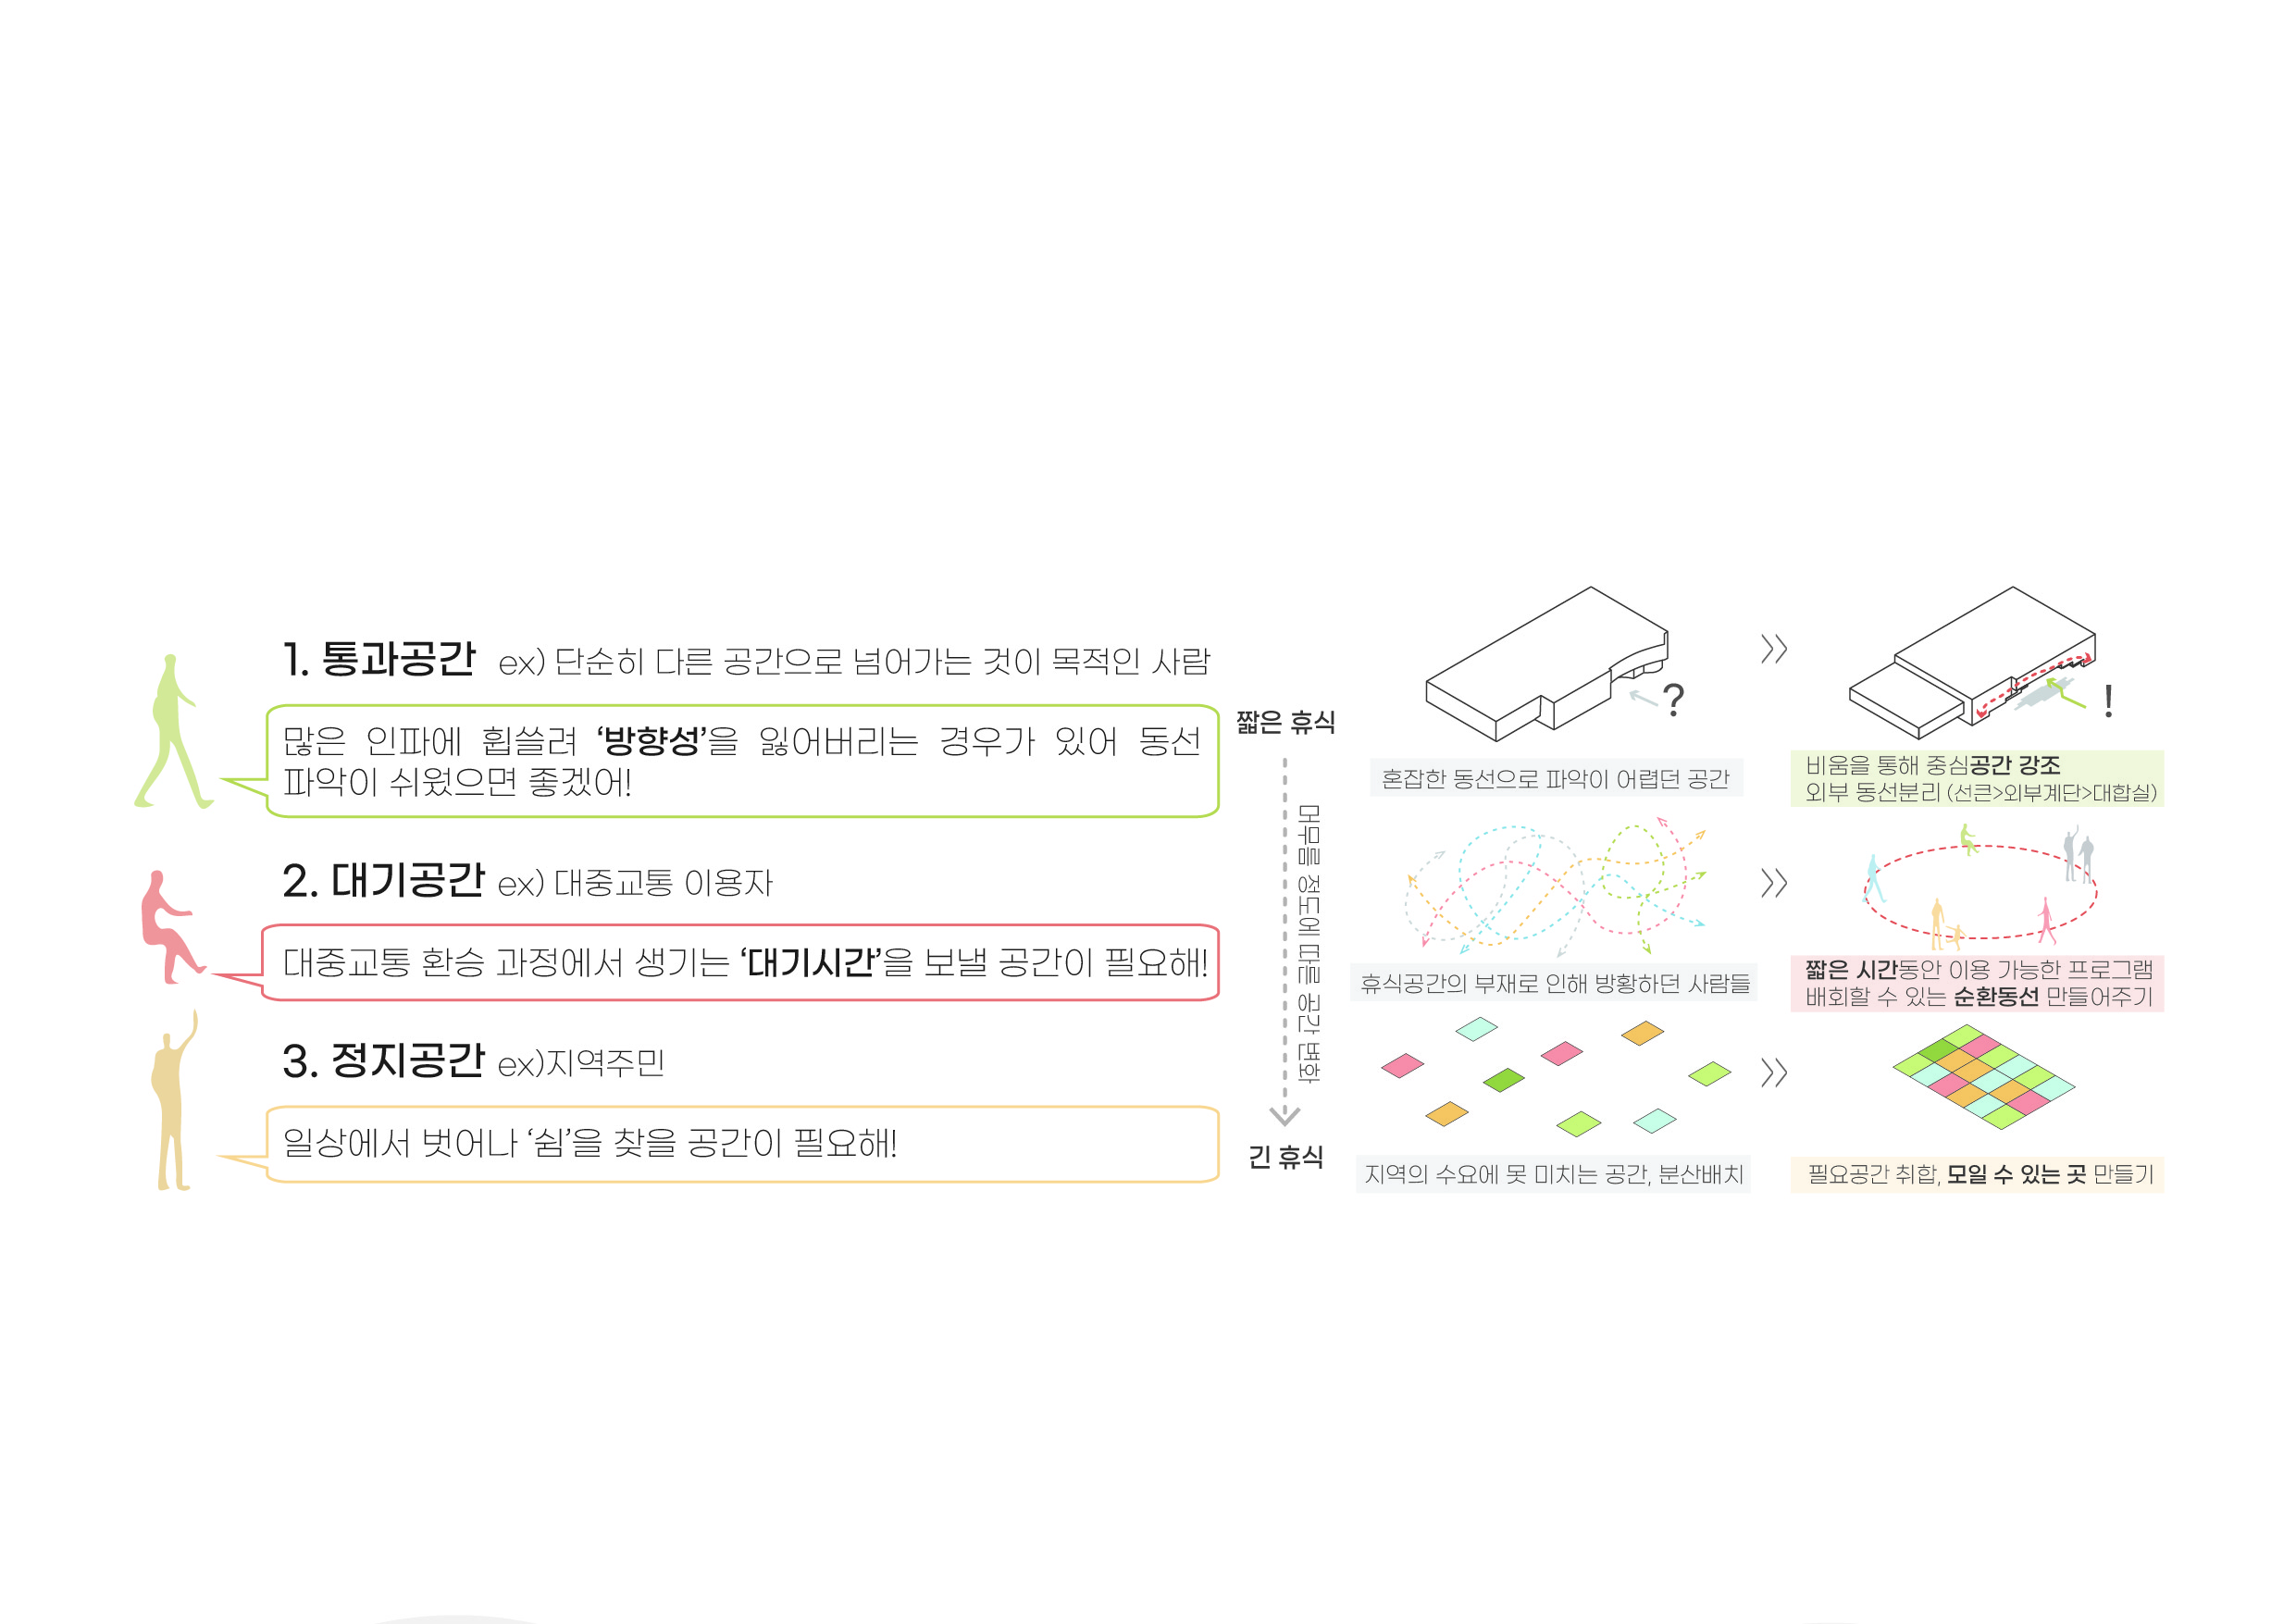 1. 통과공간 ex) 단순히 다른 공간으로 넘어가는 것이 목적인 사람
많은 인파에 휩쓸려 ‘방향성’을 잃어버리는 경우가 있어 동선
파악이 쉬웠으면 좋겠어!
2. 대기공간 ex) 대중교통 이용자
대중교통 환승 과정에서 생기는 ‘대기시간’을 보낼 공간이 필요해!
3. 정지공간 ex)지역주민
일상에서 벗어나 ‘쉼’을 찾을 공간이 필요해!
짧은 휴식
머무름 정도에 따른 공간 변화
긴 휴식
?
혼잡한 동선으로 파악이 어렵던 공간
!
비움을 통해 중심공간 강조
외부 동선분리 (선큰>외부계단>대합실)
휴식공간의 부재로 인해 방황하던 사람들
짧은 시간동안 이용 가능한 프로그램
배회할 수 있는 순환동선 만들어주기
지역의 수요에 못 미치는 공간, 분산배치
필요공간 취합, 모일 수 있는 곳 만들기